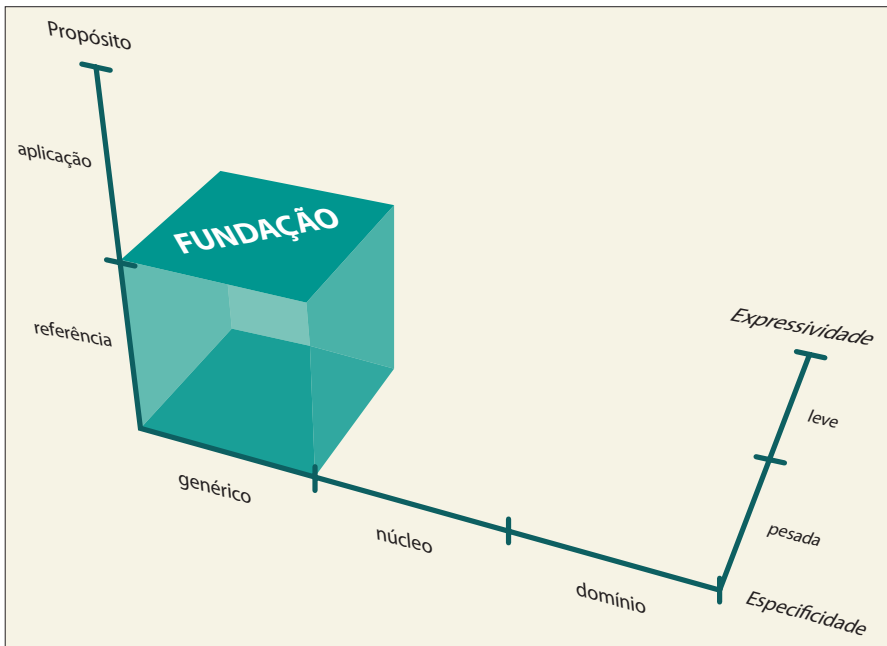 Propósito
aplicação
FUNDAÇÃO
referência
Expressividade
leve
genérico
núcleo
pesada
domínio
Especificidade